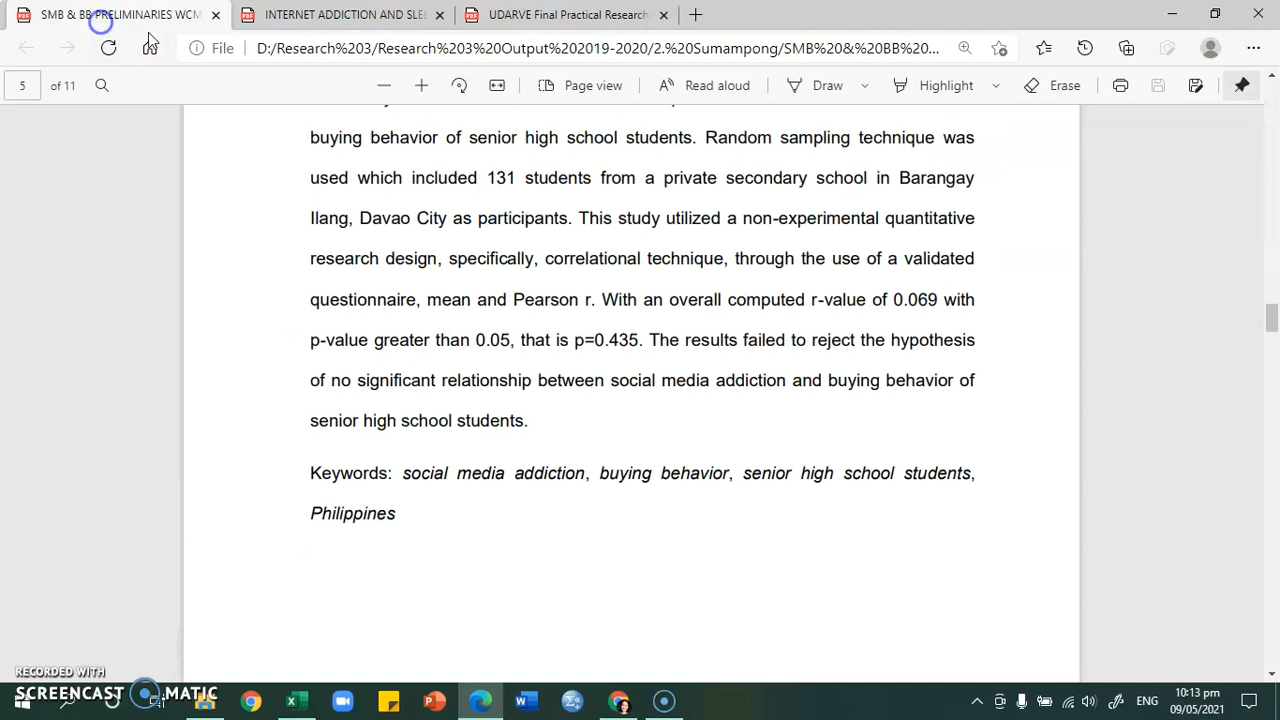 SMB & BB PRELIMINARIES WCM
INTERNET ADDICTION AND SLE
UDARVE Final Practical Research
File
D:/Research%203/Research%203%20Output%202019-2020/2.%20Sumampong/SMB%20&%20BB%20...
5 of 11
Page view
Read aloud
Draw
Highlight
Erase
buying behavior of senior high school students. Random sampling technique was
used which included 131 students from a private secondary school in Barangay
Ilang, Davao City as participants. This study utilized a non-experimental quantitative
research design, specifically, correlational technique, through the use of a validated
questionnaire, mean and Pearson r. With an overall computed r-value of 0.069 with
p-value greater than 0.05, that is p=0.435. The results failed to reject the hypothesis
of no significant relationship between social media addiction and buying behavior of
senior high school students.
Keywords: social media addiction, buying behavior, senior high school students,
Philippines
RECORDED WITH
SCREENCAST MATIC
ENG
10:13 pm
09/05/2021